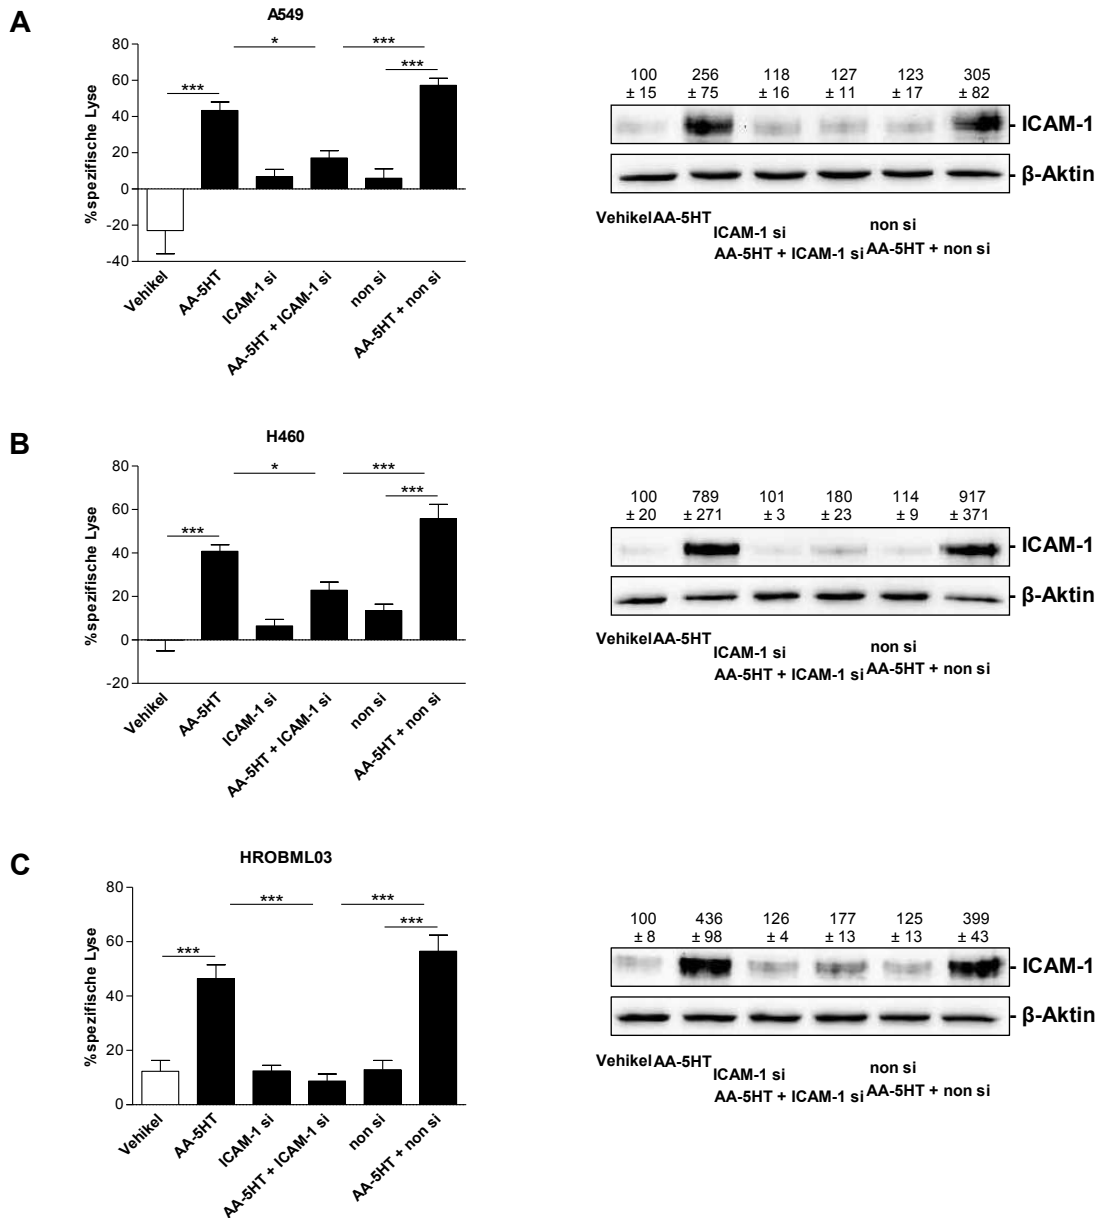 A
A549
%spezifische Lyse
80
60
40
20
0
-20
-40
***
*
***
***
Vehikel
AA-5HT
ICAM-1 si
AA-5HT + ICAM-1 si
non si
AA-5HT + non si
100 256 118 127 123 305
± 15 ± 75 ± 16 ± 11 ± 17 ± 82
- ICAM-1
- β-Aktin
Vehikel AA-5HT
ICAM-1 si
AA-5HT + ICAM-1 si
non si
AA-5HT + non si
B
H460
%spezifische Lyse
80
60
40
20
0
-20
***
*
***
***
Vehikel
AA-5HT
ICAM-1 si
AA-5HT + ICAM-1 si
non si
AA-5HT + non si
100 789 101 180 114 917
± 20 ± 271 ± 3 ± 23 ± 9 ± 371
- ICAM-1
- β-Aktin
Vehikel AA-5HT
ICAM-1 si
AA-5HT + ICAM-1 si
non si
AA-5HT + non si
C
HROBML03
%spezifische Lyse
80
60
40
20
0
***
***
***
***
Vehikel
AA-5HT
ICAM-1 si
AA-5HT + ICAM-1 si
non si
AA-5HT + non si
100 436 126 177 125 399
± 8 ± 98 ± 4 ± 13 ± 13 ± 43
- ICAM-1
- β-Aktin
Vehikel AA-5HT
ICAM-1 si
AA-5HT + ICAM-1 si
non si
AA-5HT + non si